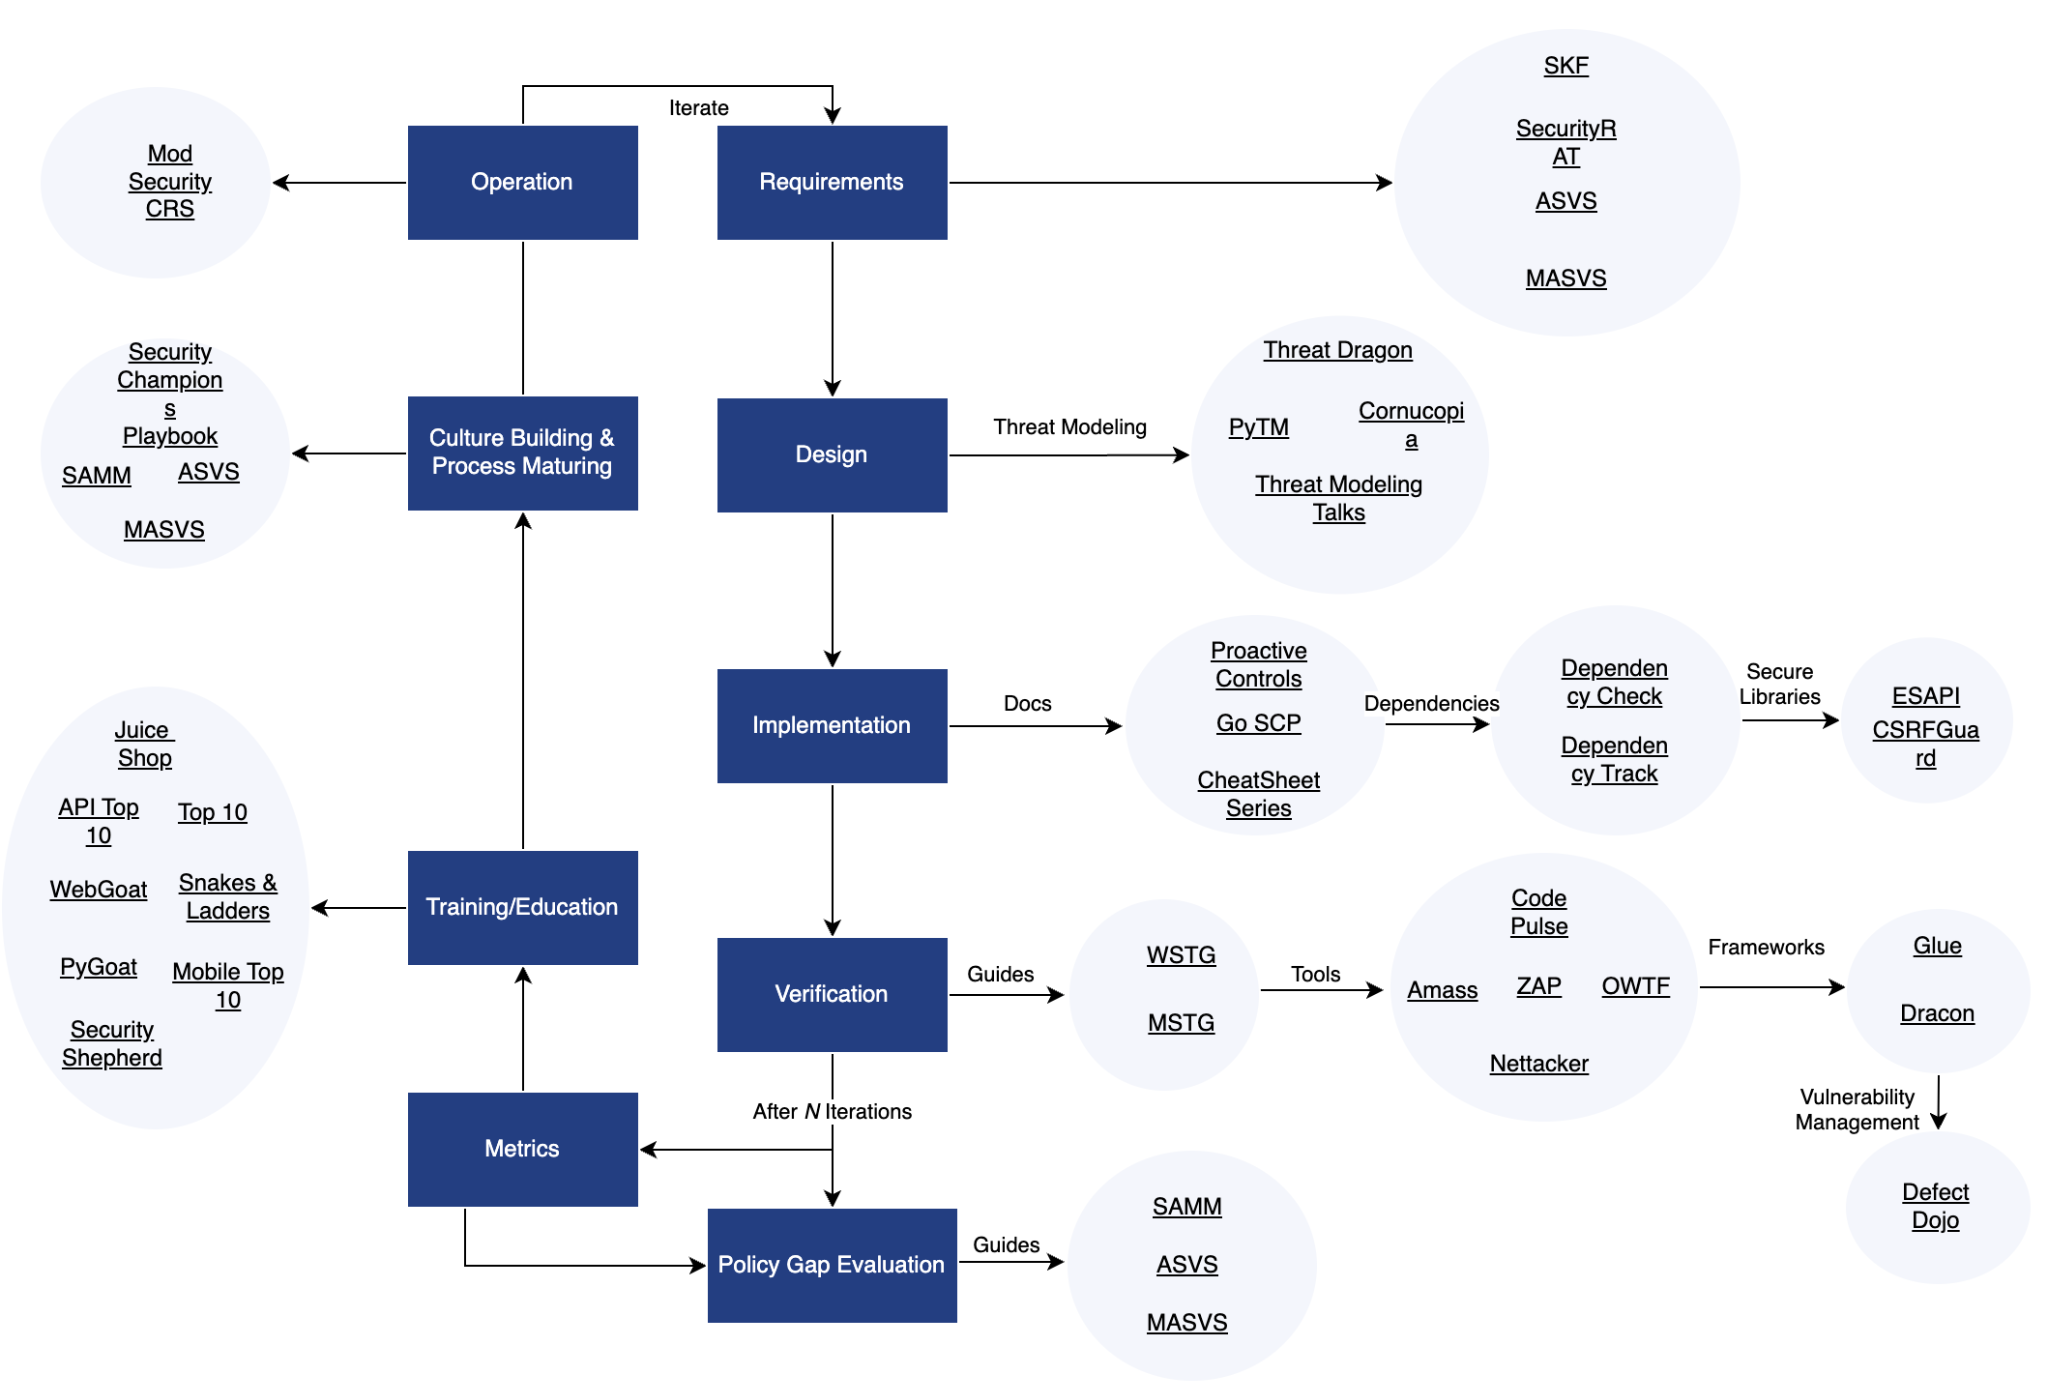 Iterate
Operation
Requirements
Mod
Security
CRS
SKF
SecurityR
AT
ASVS
MASVS
Security
Champion
s
Playbook
SAMM
ASVS
MASVS
Culture Building &
Process Maturing
Design
Threat Modeling
Threat Dragon
PyTM
Cornucopi
a
Threat Modeling
Talks
Implementation
Docs
Proactive
Controls
Go SCP
CheatSheet
Series
Dependencies
Dependen
cy Check
Dependen
cy Track
Secure
Libraries
ESAPI
CSRFGua
rd
Juice
Shop
API Top
10
Top 10
WebGoat
Snakes &
Ladders
PyGoat
Mobile Top
10
Security
Shepherd
Training/Education
Verification
Guides
WSTG
MSTG
Tools
Code
Pulse
Amass
ZAP
OWTF
Nettacker
Frameworks
Glue
Dracon
Vulnerability
Management
Defect
Dojo
After N Iterations
Metrics
Policy Gap Evaluation
Guides
SAMM
ASVS
MASVS